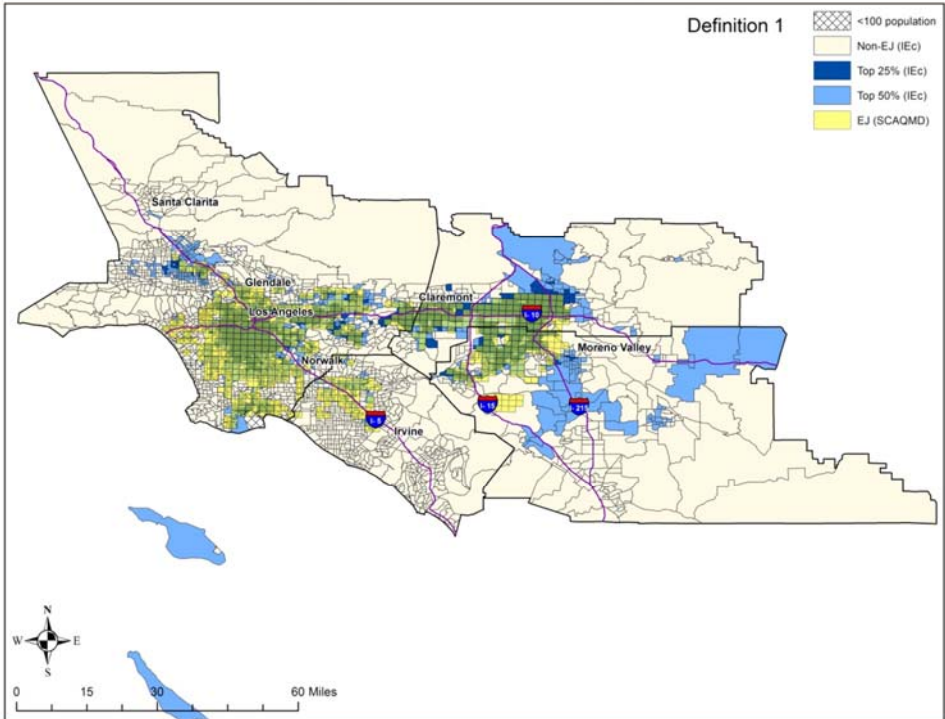 Definition 1
<100 population
Non-EJ (IEc)
Top 25% (IEc)
Top 50% (IEc)
EJ (SCAQMD)
Santa Clarita
Glendale
Los Angeles
Claremont
I-10
Norwalk
Moreno Valley
I-15
I-215
I-5
Irvine
N
W E
S
0 15 30 60 Miles